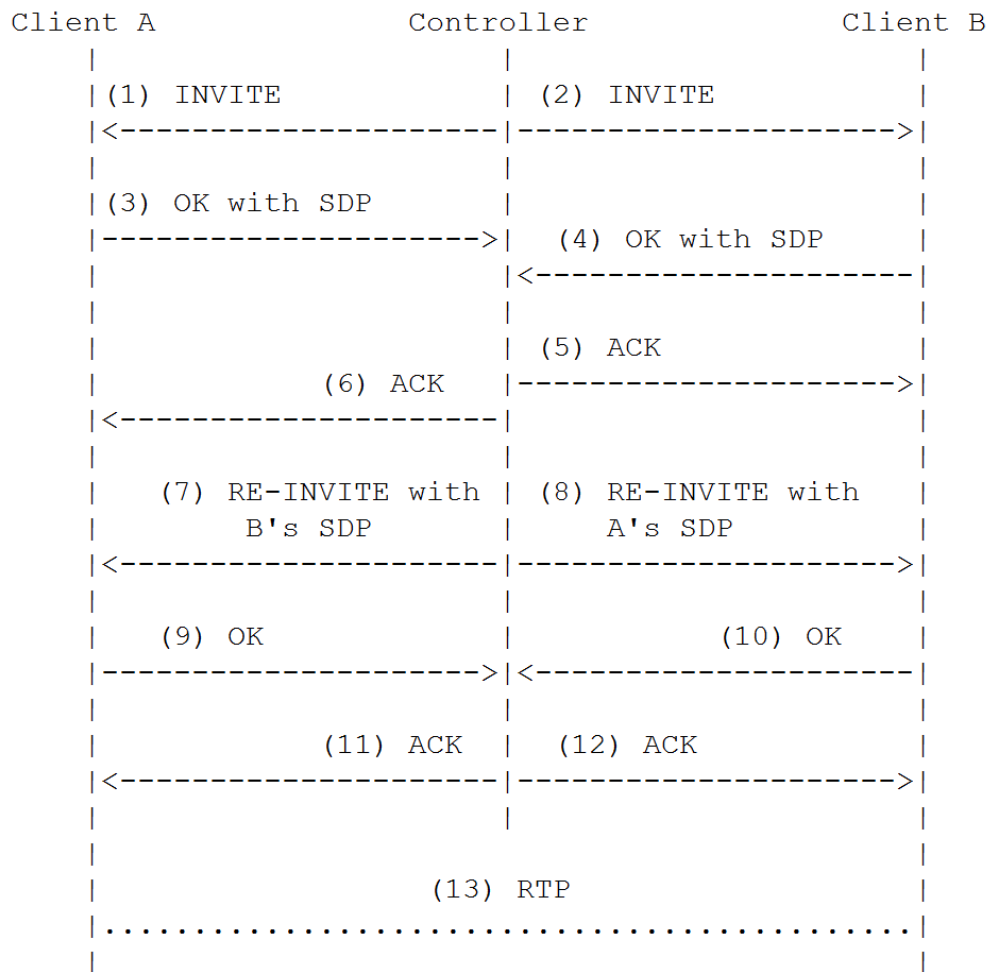 Client A Controller Client B
(1) INVITE (2) INVITE
(3) OK with SDP
(4) OK with SDP
(5) ACK
(6) ACK
(7) RE-INVITE with (8) RE-INVITE with
B's SDP A's SDP
(9) OK (10) OK
(11) ACK (12) ACK
(13) RTP